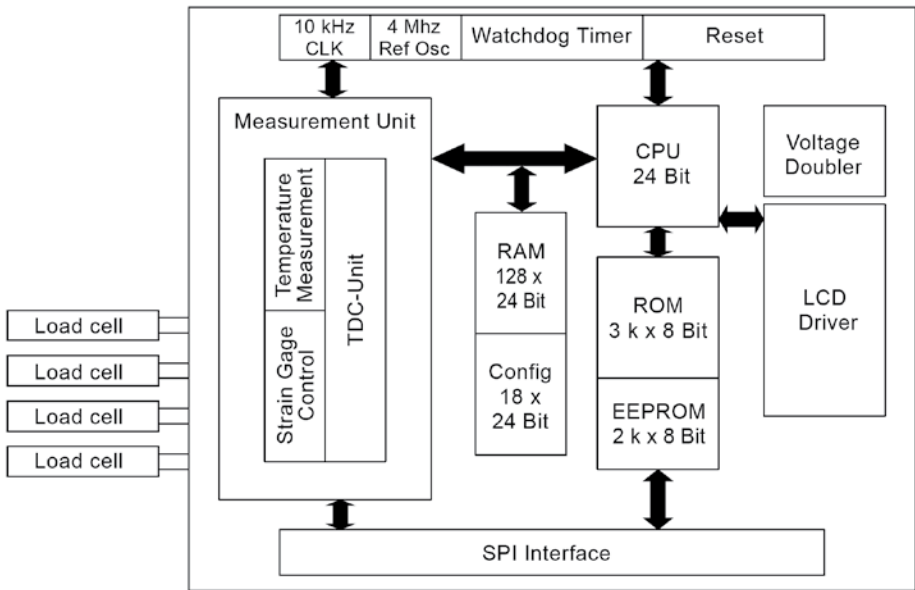 10 kHz
CLK
4 Mhz
Ref Osc
Watchdog Timer
Reset
Measurement Unit
Temperature
Measurement
Strain Gage
Control
TDC-Unit
CPU
24 Bit
Voltage
Doubler
RAM
128 x
24 Bit
Config
18 x
24 Bit
ROM
3 k x 8 Bit
EEPROM
2 k x 8 Bit
LCD
Driver
Load cell
Load cell
Load cell
Load cell
SPI Interface